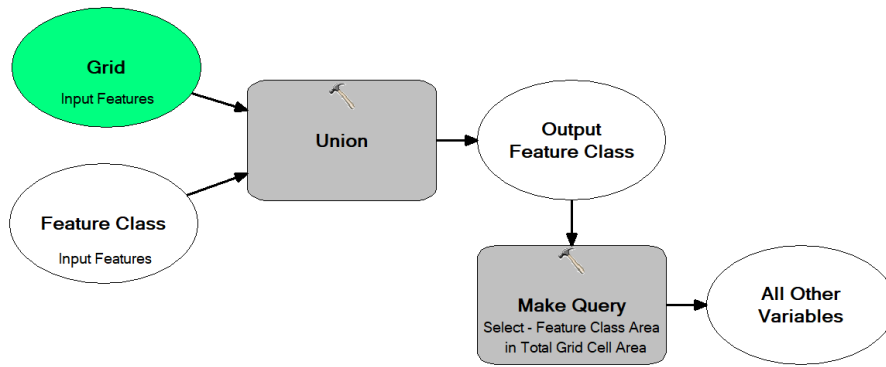 Grid
Input Features
Union
Output
Feature Class
Feature Class
Input Features
Make Query
Select - Feature Class Area
in Total Grid Cell Area
All Other
Variables